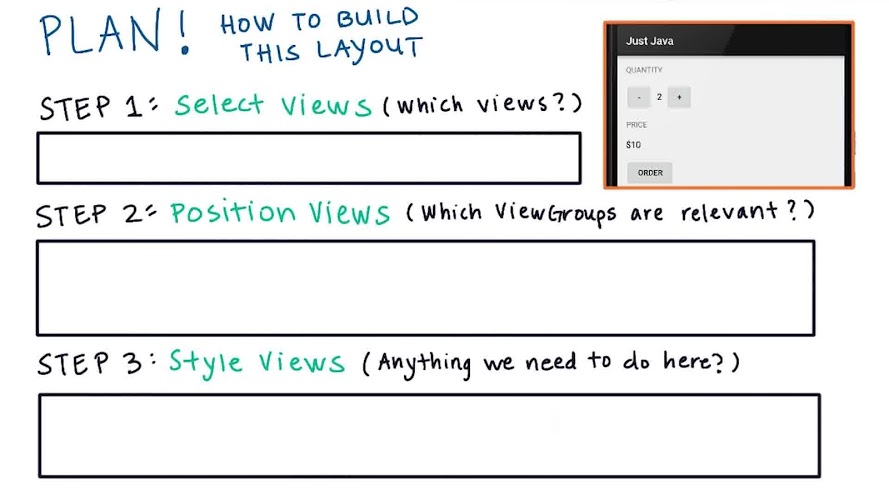 PLAN! HOW TO BUILD
THIS LAYOUT
STEP 1: Select Views (which views?)
STEP 2: Position Views (which ViewGroups are relevant?)
STEP 3: Style Views (Anything we need to do here?)
Just Java
QUANTITY
- 2 +
PRICE
$10
ORDER